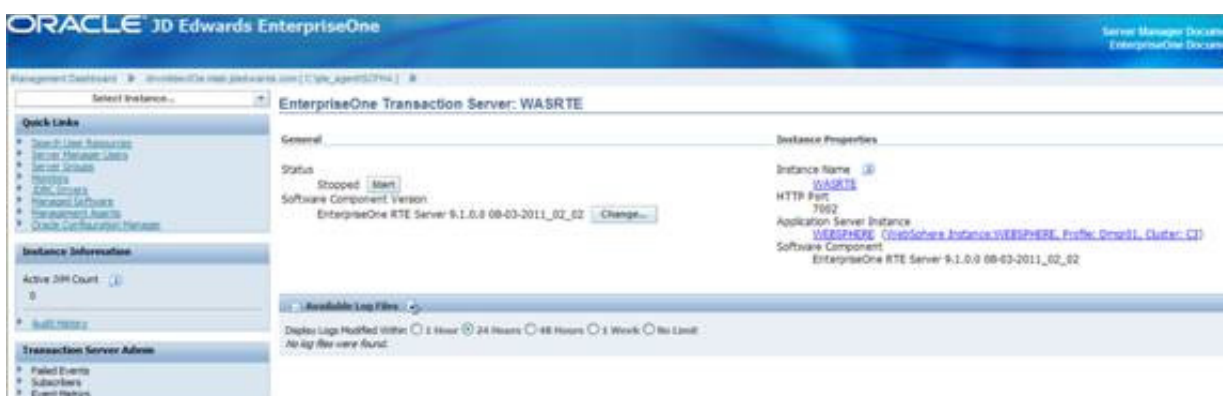 ORACLE JD Edwards EnterpriseOne
Server Manager Docum
EnterpriseOne Docum
Management Dashboard
Select Instance...
EnterpriseOne Transaction Server: WASRTE
Quick Links
Search User Resources
Server Manager Users
Server Groups
Monitors
JDBC Drivers
Managed Software
Management Agents
Oracle Configuration Manager
General
Instance Properties
Status
Stopped Start
Software Component Version
EnterpriseOne RTE Server 9.1.0.0 08-03-2011_02_02 Change...
Instance Name
WASRTE
HTTP Port
7002
Application Server Instance
WEBSPHERE (WebSphere Instance:WEBSPHERE, Profile: Dmgr01, Cluster: CI)
Software Component
EnterpriseOne RTE Server 9.1.0.0 08-03-2011_02_02
Instance Information
Active JVM Count
0
Audit History
Available Log Files
Display Logs Modified Within 1 Hour 24 Hours 48 Hours 1 Week No Limit
No log files were found.
Transaction Server Admin
Failed Events
Subscribers
Event Metrics